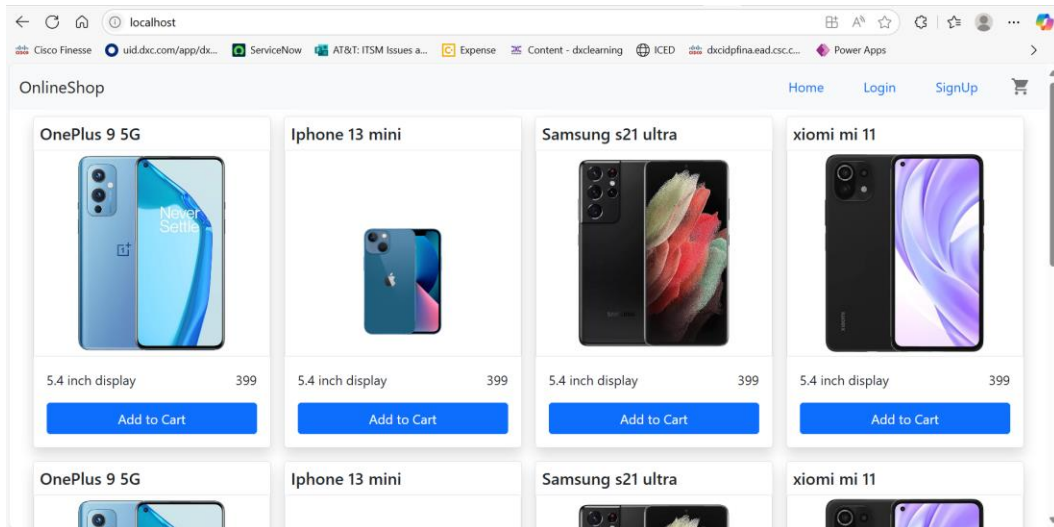 localhost
Cisco Finesse uid.dxc.com/app/dx... ServiceNow AT&T: ITSM Issues a... Expense Content - dxclearning ICED dxcidpfina.ead.csc.c... Power Apps
OnlineShop Home Login SignUp
OnePlus 9 5G Iphone 13 mini Samsung s21 ultra xiomi mi 11
Never
Settle
5.4 inch display 399 5.4 inch display 399 5.4 inch display 399 5.4 inch display 399
Add to Cart Add to Cart Add to Cart Add to Cart
OnePlus 9 5G Iphone 13 mini Samsung s21 ultra xiomi mi 11